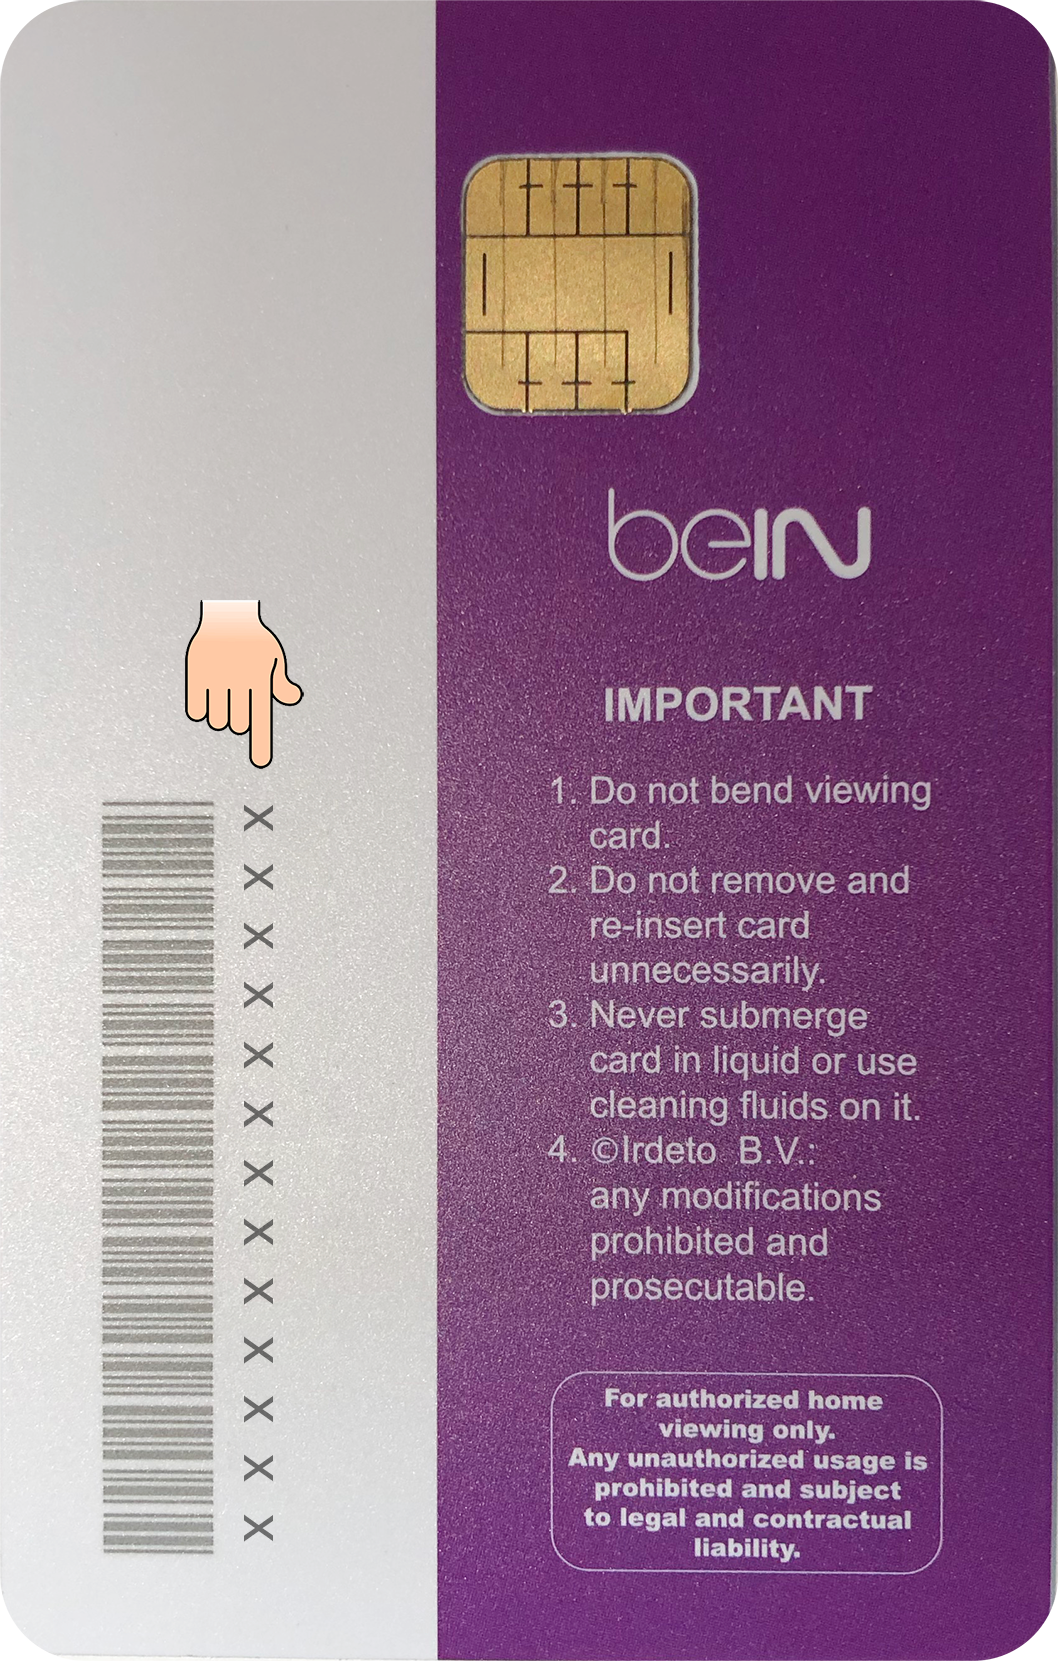 beIN
IMPORTANT
1. Do not bend viewing
card.
2. Do not remove and
re-insert card
unnecessarily.
3. Never submerge
card in liquid or use
cleaning fluids on it.
4. ©Irdeto B.V.:
any modifications
prohibited and
prosecutable.
For authorized home
viewing only.
Any unauthorized usage is
prohibited and subject
to legal and contractual
liability.
X X X X X X X X X X X X X